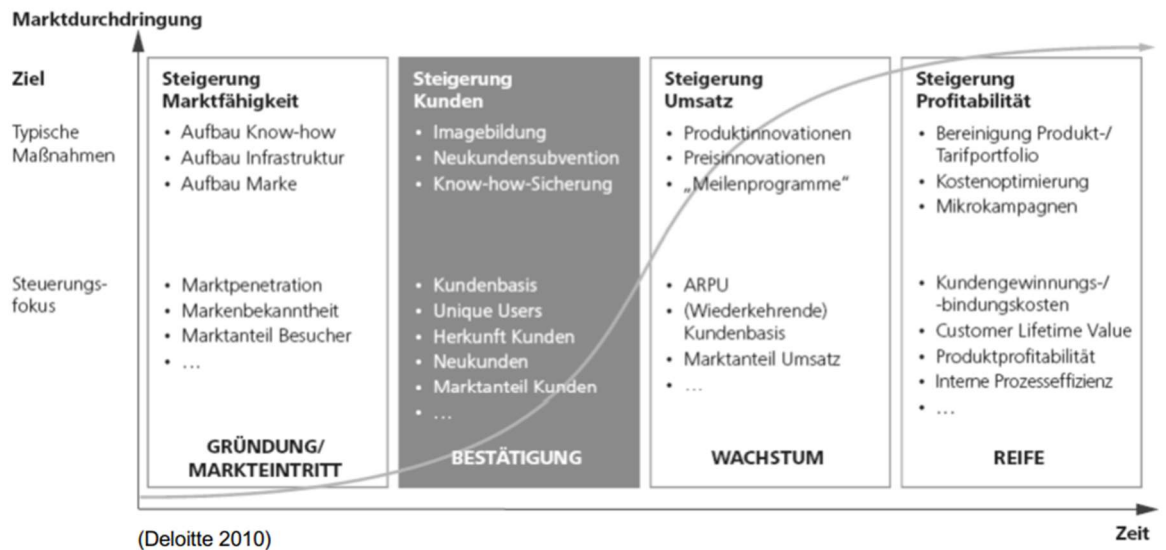 Marktdurchdringung
Ziel
Typische
Maßnahmen
Steuerungs-
fokus
Steigerung
Marktfähigkeit
• Aufbau Know-how
• Aufbau Infrastruktur
• Aufbau Marke
• Marktpenetration
• Markenbekanntheit
• Marktanteil Besucher
• ...
GRÜNDUNG/
MARKTEINTRITT
Steigerung
Kunden
• Imagebildung
• Neukundensubvention
• Know-how-Sicherung
• Kundenbasis
• Unique Users
• Herkunft Kunden
• Neukunden
• Marktanteil Kunden
• ...
BESTÄTIGUNG
Steigerung
Umsatz
• Produktinnovationen
• Preisinnovationen
• „Meilenprogramme“
• ARPU
• (Wiederkehrende)
Kundenbasis
• Marktanteil Umsatz
• ...
WACHSTUM
Steigerung
Profitabilität
• Bereinigung Produkt-/
Tarifportfolio
• Kostenoptimierung
• Mikrokampagnen
• Kundengewinnungs-/
-bindungskosten
• Customer Lifetime Value
• Produktprofitabilität
• Interne Prozesseffizienz
• ...
REIFE
Zeit
(Deloitte 2010)